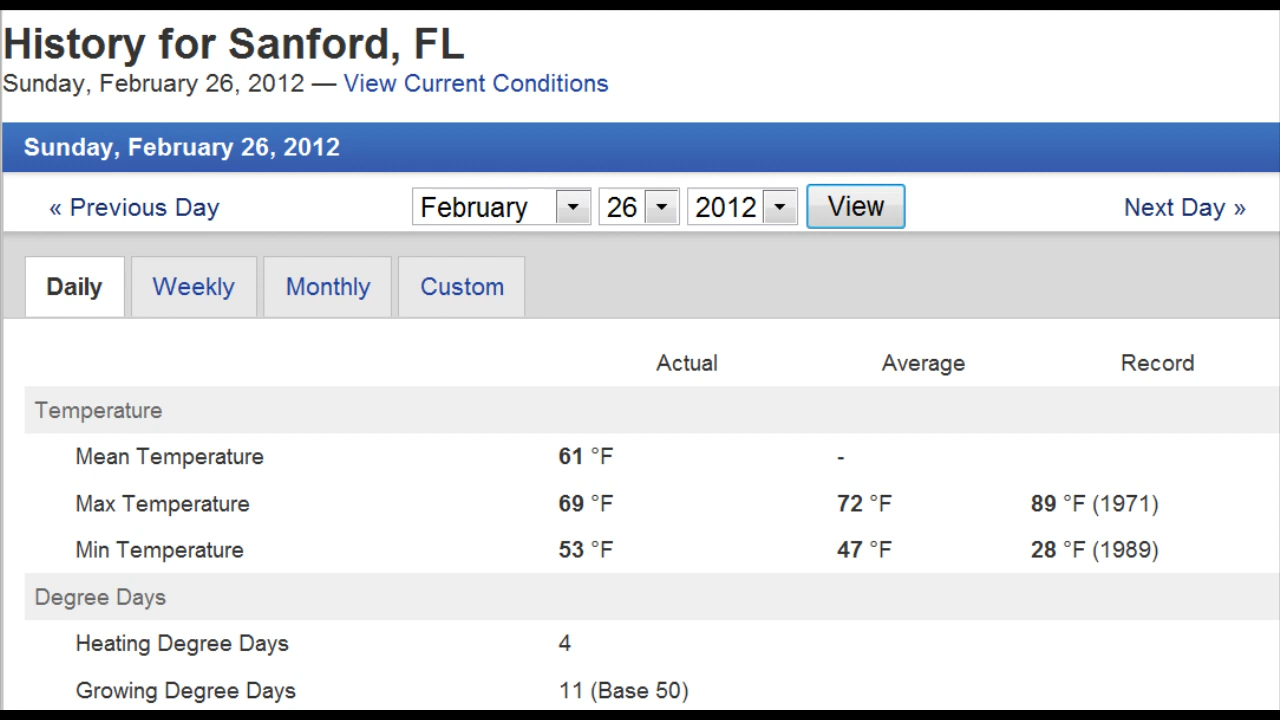 History for Sanford, FL
Sunday, February 26, 2012 — View Current Conditions
Sunday, February 26, 2012
« Previous Day February 26 2012 View Next Day »
Daily Weekly Monthly Custom
Actual Average Record
Temperature
Mean Temperature 61 °F -
Max Temperature 69 °F 72 °F 89 °F (1971)
Min Temperature 53 °F 47 °F 28 °F (1989)
Degree Days
Heating Degree Days 4
Growing Degree Days 11 (Base 50)